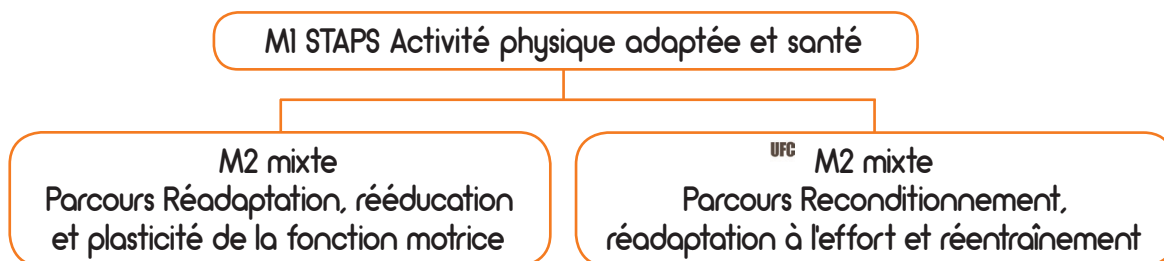 M1 STAPS Activité physique adaptée et santé
M2 mixte
Parcours Réadaptation, rééducation
et plasticité de la fonction motrice
UFC M2 mixte
Parcours Reconditionnement,
réadaptation à l'effort et réentraînement